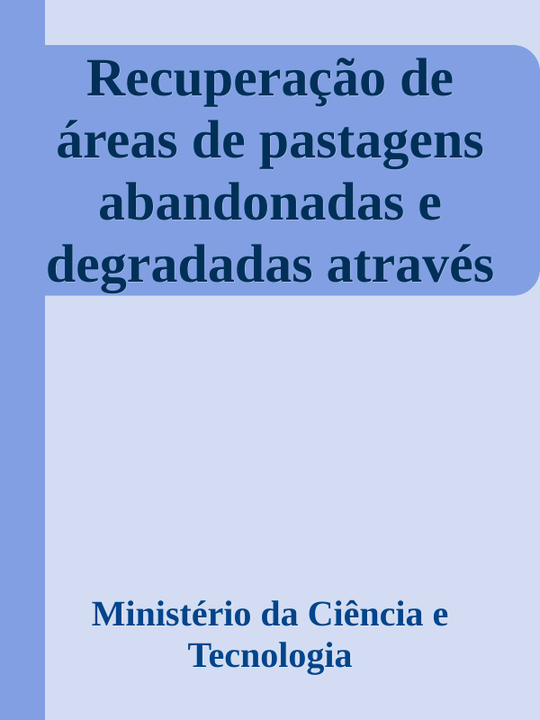 Recuperação de
áreas de pastagens
abandonadas e
degradadas através
Ministério da Ciência e
Tecnologia